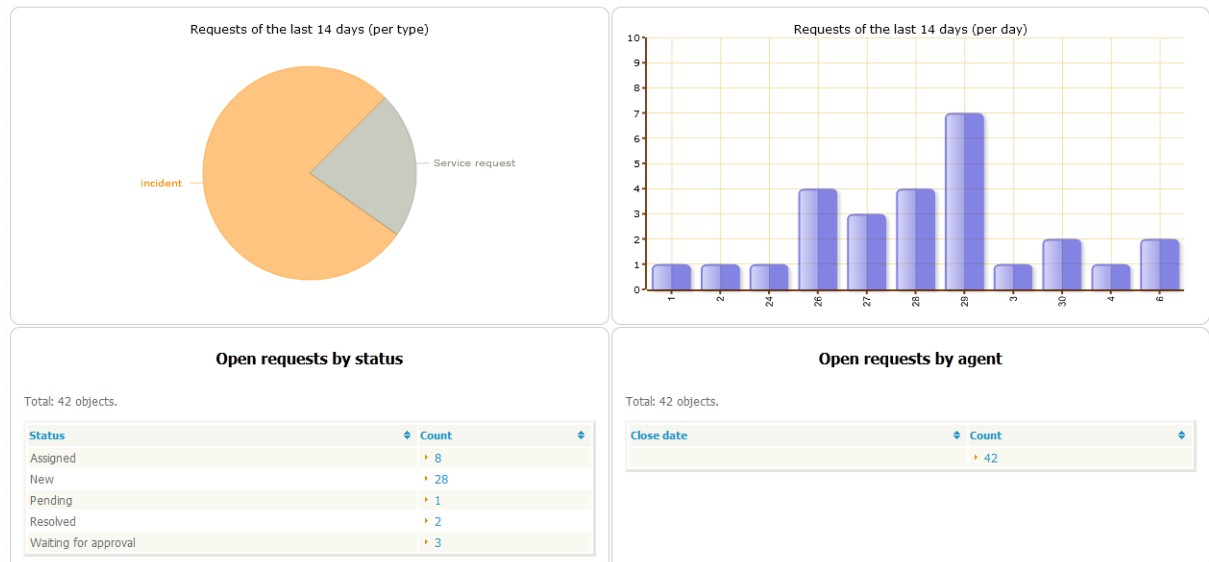 Requests of the last 14 days (per type)
incident
Service request
Requests of the last 14 days (per day)
10
9
8
7
6
5
4
3
2
1
0
1 2 24 26 27 28 29 3 30 4 6
Open requests by status
Total: 42 objects.
Status Count
Assigned 8
New 28
Pending 1
Resolved 2
Waiting for approval 3
Open requests by agent
Total: 42 objects.
Close date Count
42